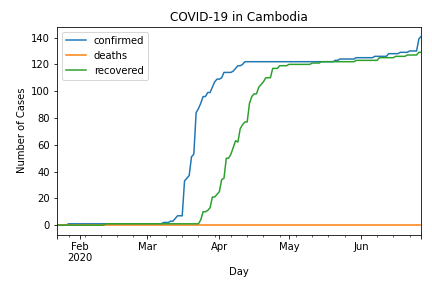 COVID-19 in Cambodia
confirmed
deaths
recovered
Number of Cases
140
120
100
80
60
40
20
0
Feb
2020
Mar
Apr
May
Jun
Day